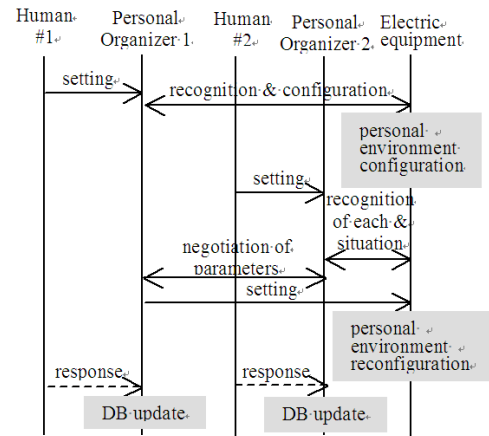 Human #1
Personal Organizer 1
Human #2
Personal Organizer 2
Electric equipment
setting
recognition & configuration
personal
environment
configuration
setting
recognition
of each &
situation
negotiation of
parameters
setting
personal
environment
reconfiguration
response
response
DB update
DB update